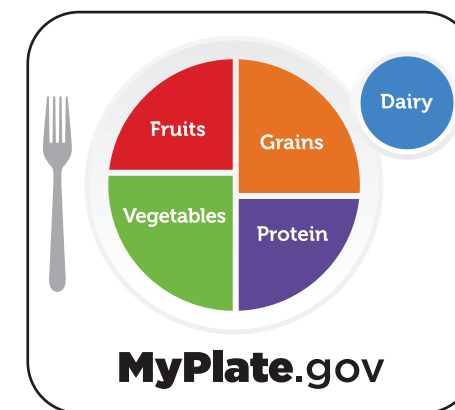 Fruits
Grains
Dairy
Vegetables
Protein
MyPlate.gov